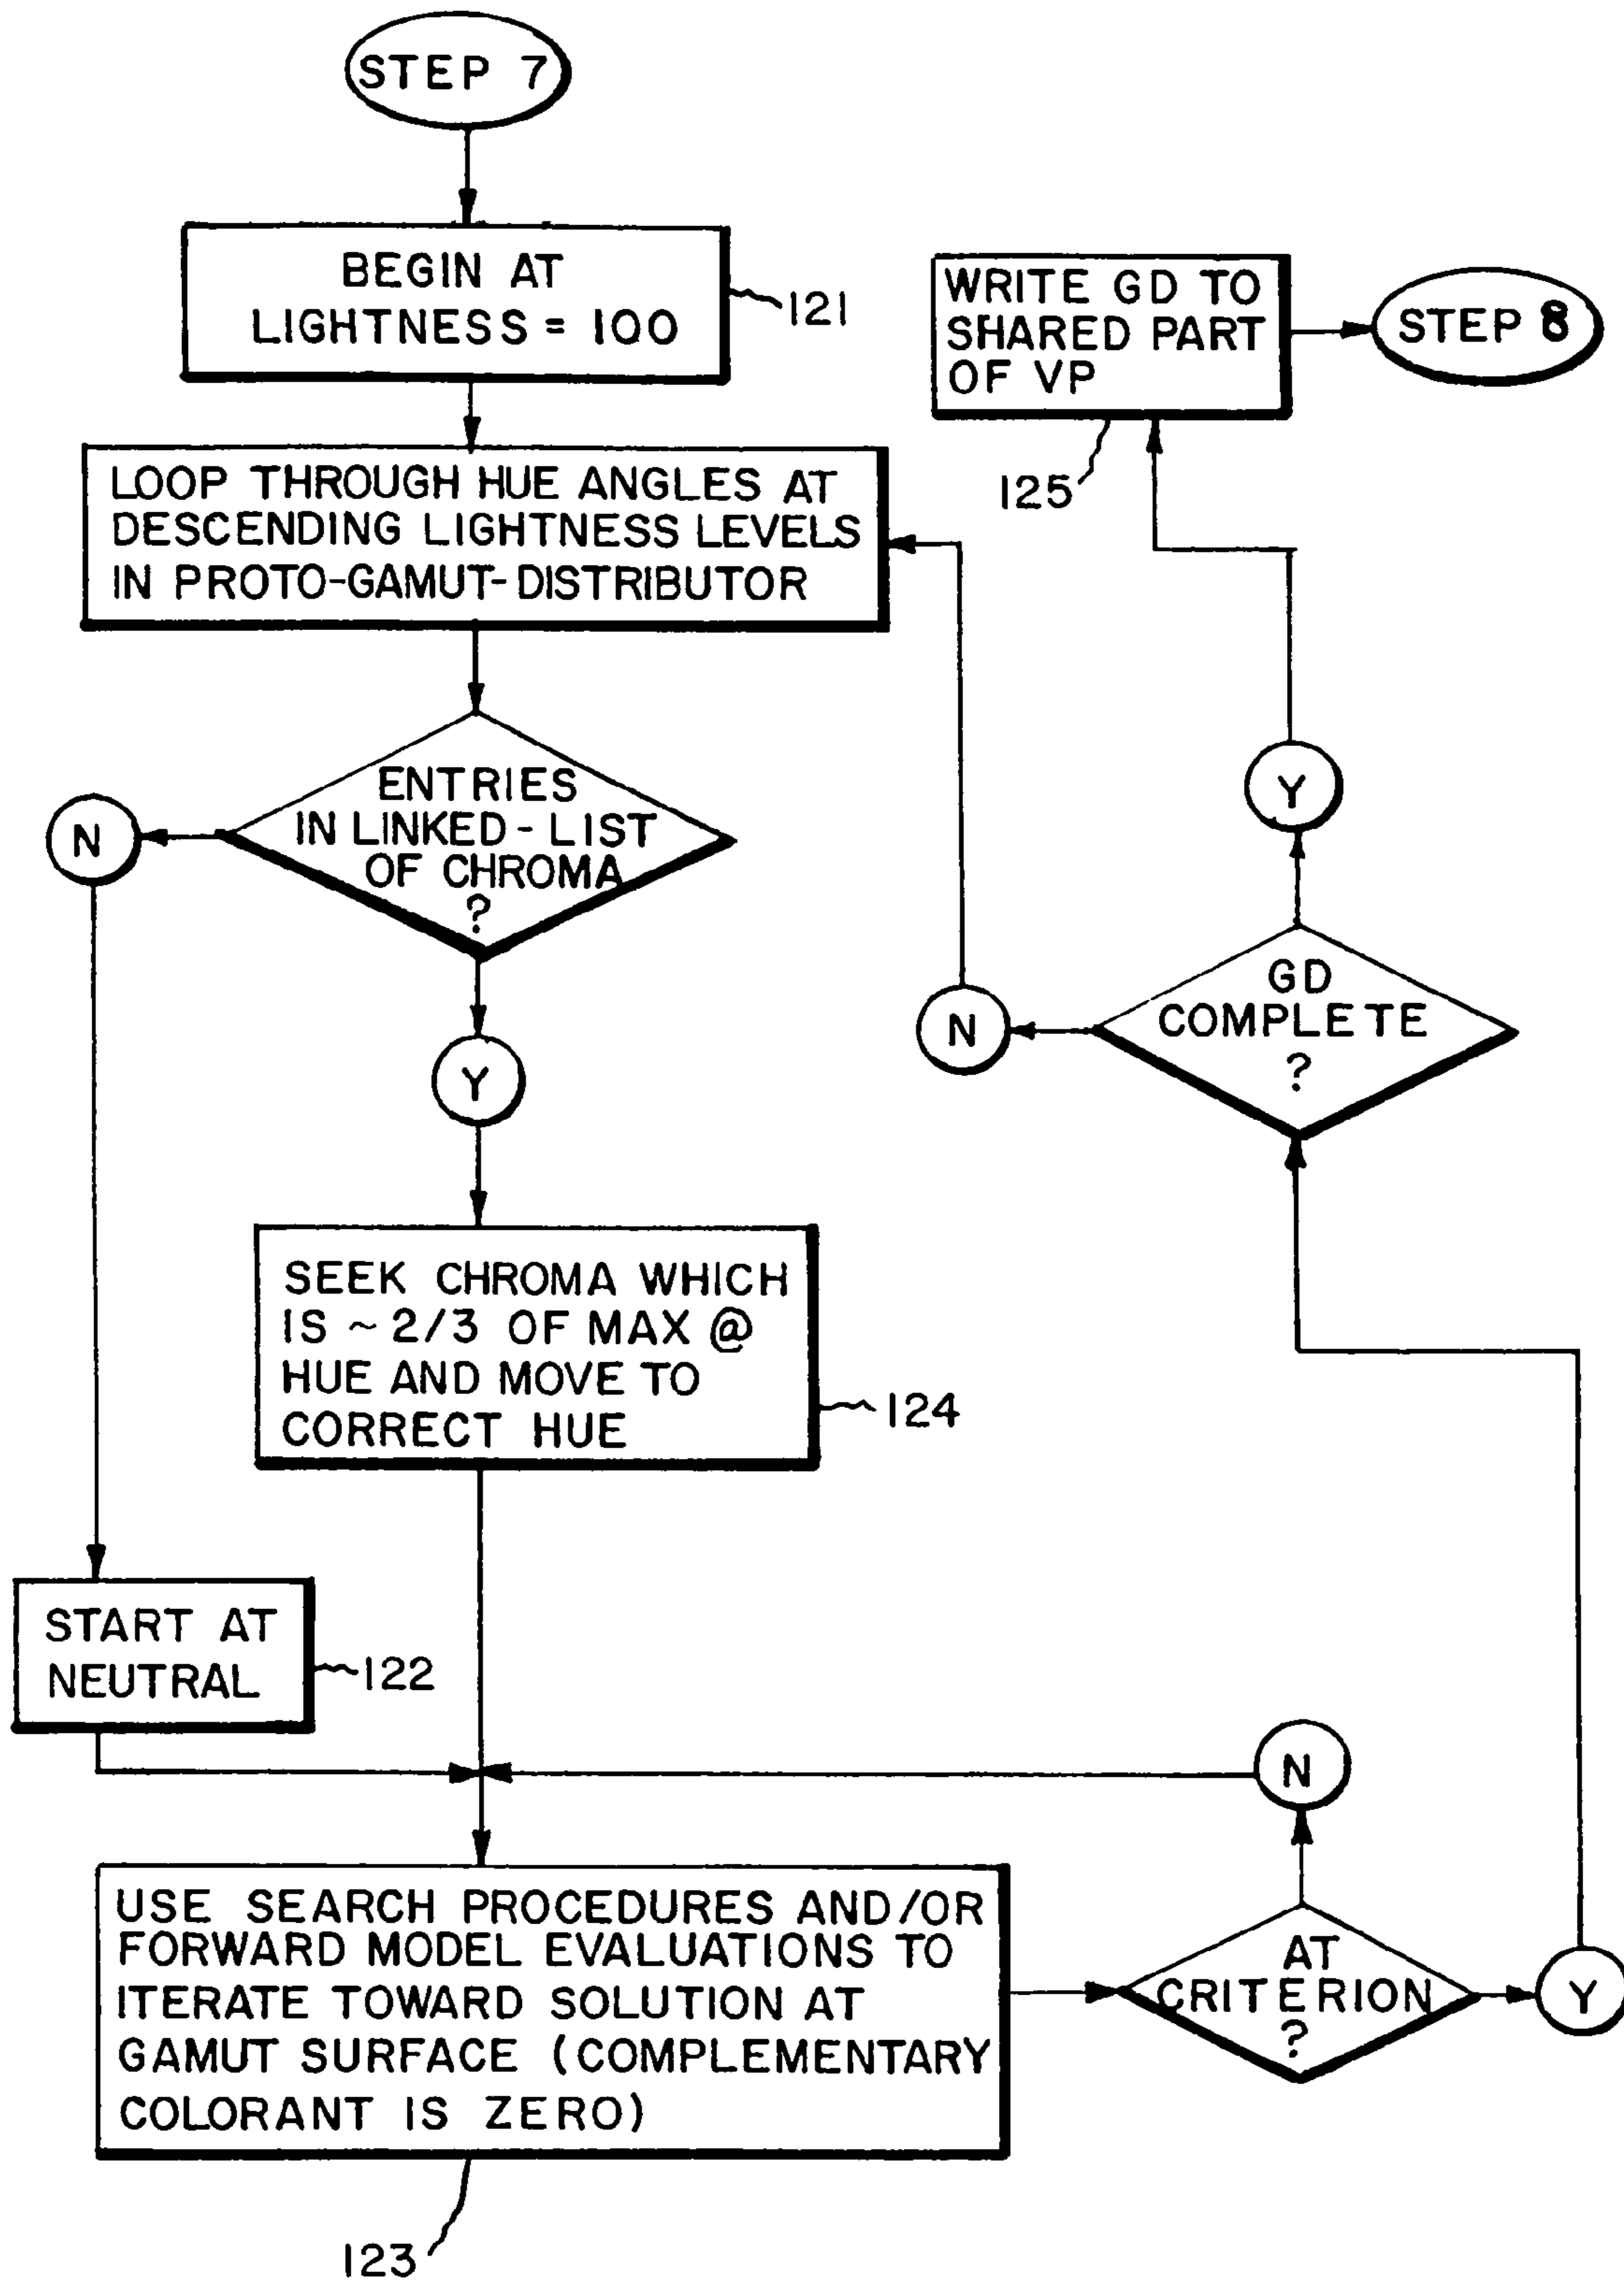 STEP 7
BEGIN AT
LIGHTNESS = 100
121
LOOP THROUGH HUE ANGLES AT
DESCENDING LIGHTNESS LEVELS
IN PROTO-GAMUT-DISTRIBUTOR
ENTRIES
IN LINKED-LIST
OF CHROMA
?
N
Y
SEEK CHROMA WHICH
IS ~ 2/3 OF MAX @
HUE AND MOVE TO
CORRECT HUE
124
START AT
NEUTRAL
122
USE SEARCH PROCEDURES AND/OR
FORWARD MODEL EVALUATIONS TO
ITERATE TOWARD SOLUTION AT
GAMUT SURFACE (COMPLEMENTARY
COLORANT IS ZERO)
123
AT
CRITERION
?
N
Y
GD
COMPLETE
?
N
Y
WRITE GD TO
SHARED PART
OF VP
125
STEP 8